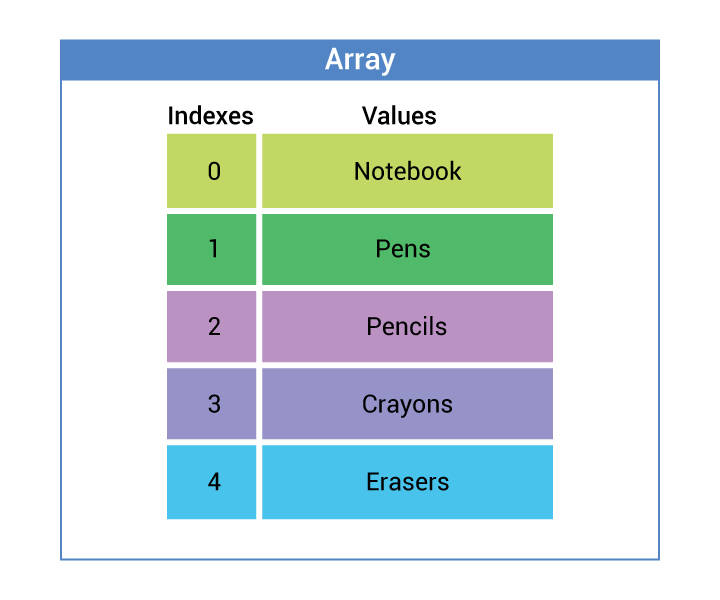 Array
Indexes Values
0 Notebook
1 Pens
2 Pencils
3 Crayons
4 Erasers